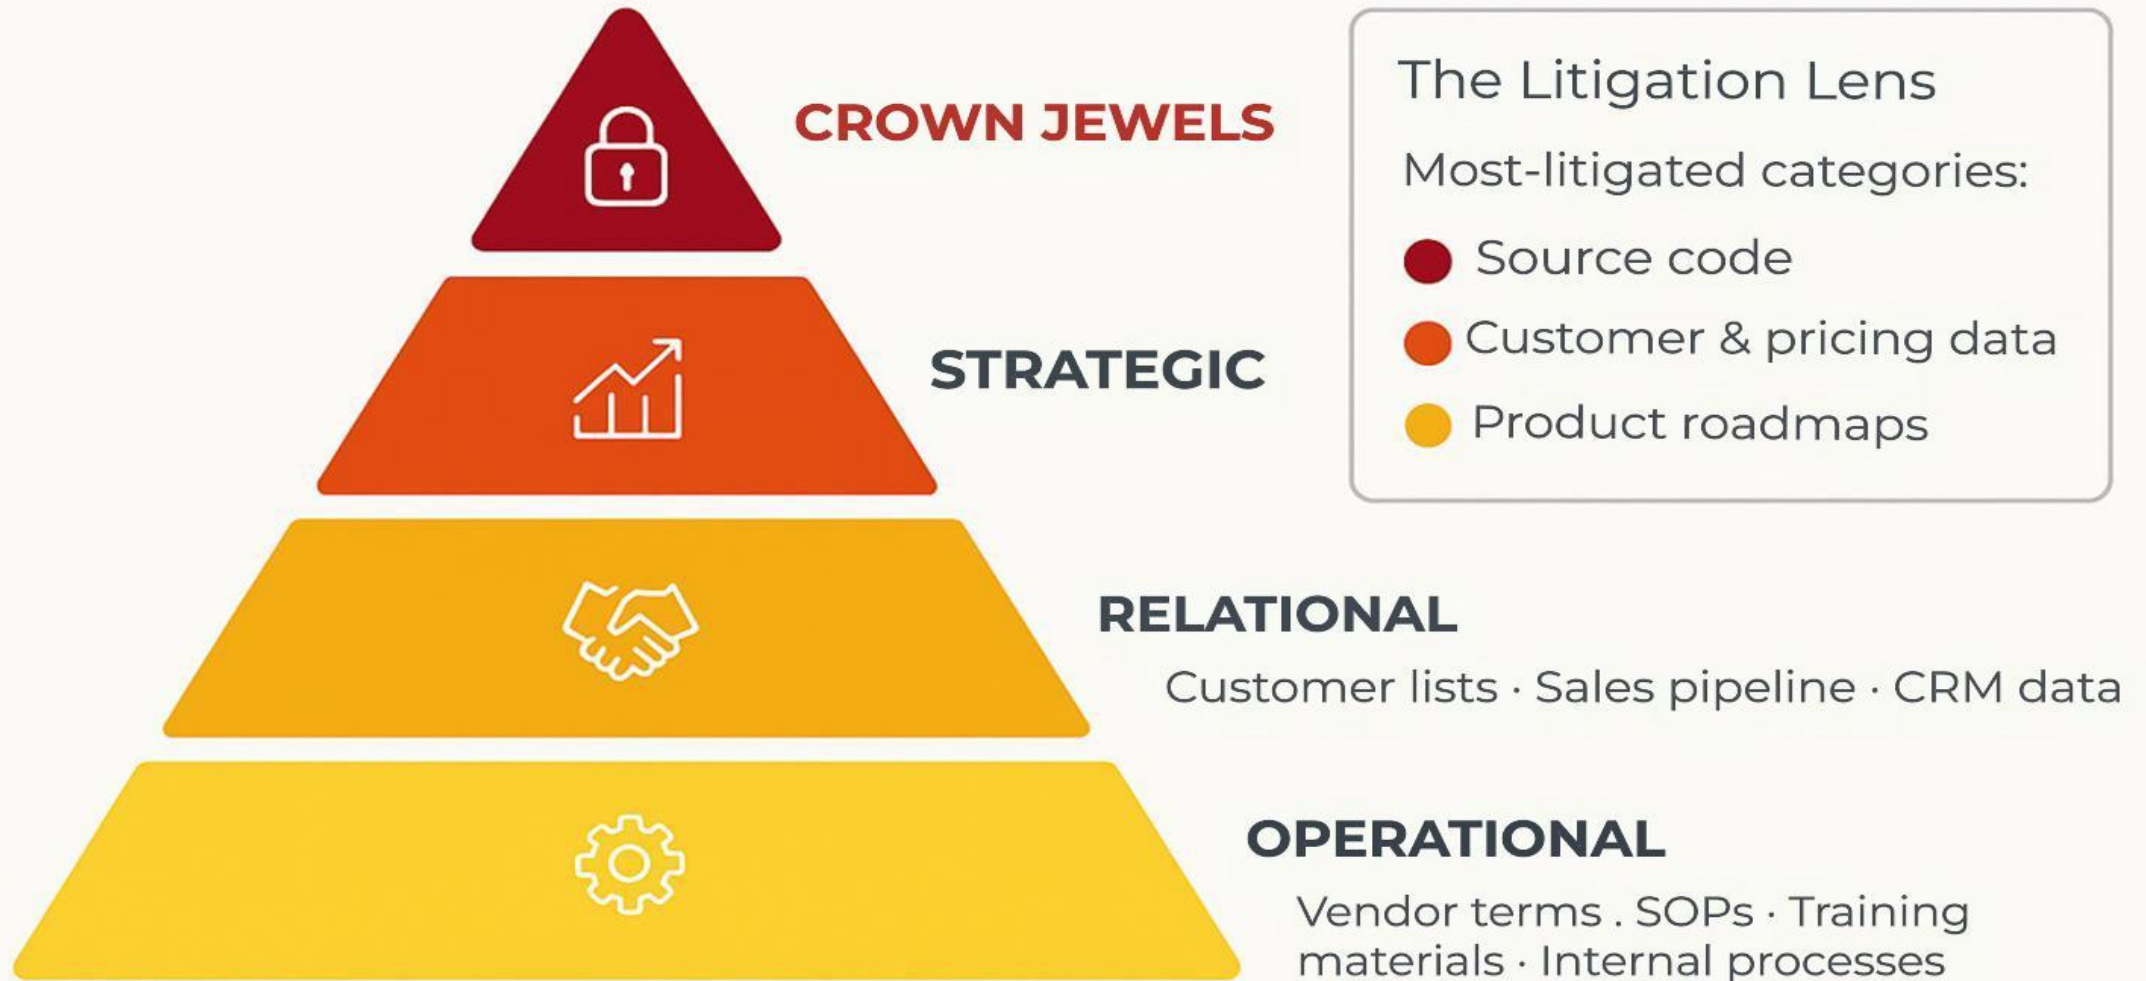 CROWN JEWELS
STRATEGIC
RELATIONAL
Customer lists · Sales pipeline · CRM data
OPERATIONAL
Vendor terms . SOPs · Training
materials · Internal processes
The Litigation Lens
Most-litigated categories:
Source code
Customer & pricing data
Product roadmaps